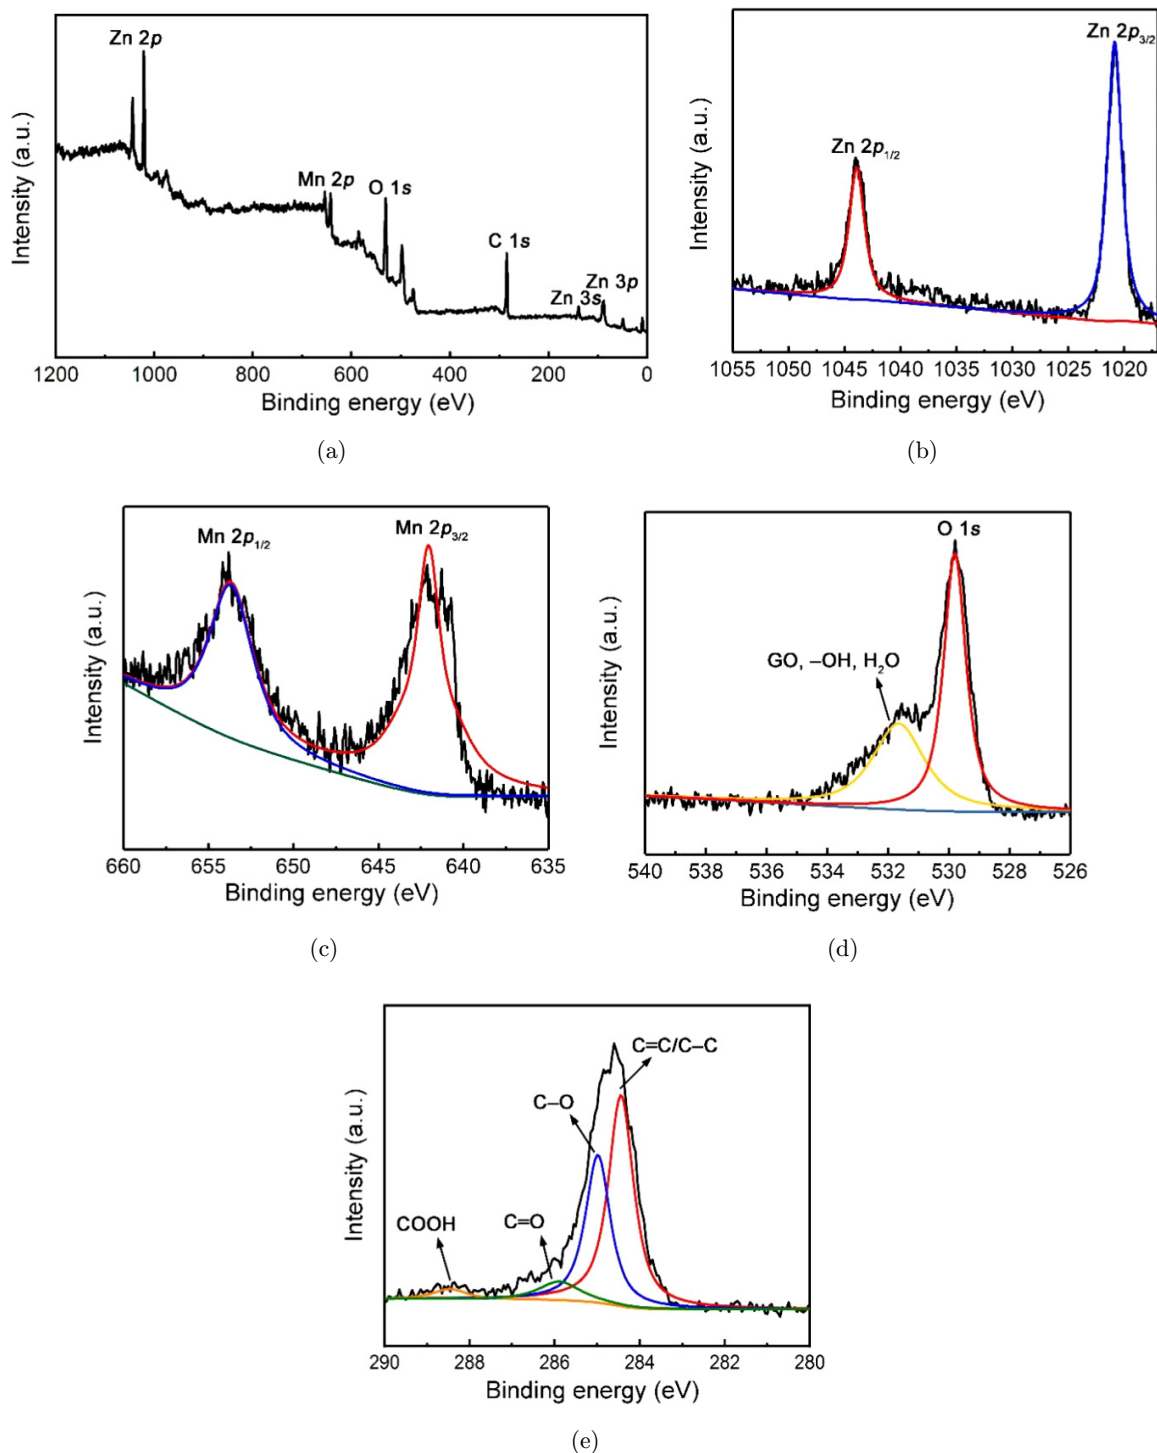 Zn 2p
Mn 2p
O 1s
C 1s
Zn 3s
Zn 3p
Intensity (a.u.)
1200 1000 800 600 400 200 0
Binding energy (eV)
(a)
Zn 2p3/2
Zn 2p1/2
Intensity (a.u.)
1055 1050 1045 1040 1035 1030 1025 1020
Binding energy (eV)
(b)
Mn 2p1/2
Mn 2p3/2
Intensity (a.u.)
660 655 650 645 640 635
Binding energy (eV)
(c)
O 1s
GO, –OH, H2O
Intensity (a.u.)
540 538 536 534 532 530 528 526
Binding energy (eV)
(d)
C=C/C–C
C–O
C=O
COOH
Intensity (a.u.)
290 288 286 284 282 280
Binding energy (eV)
(e)